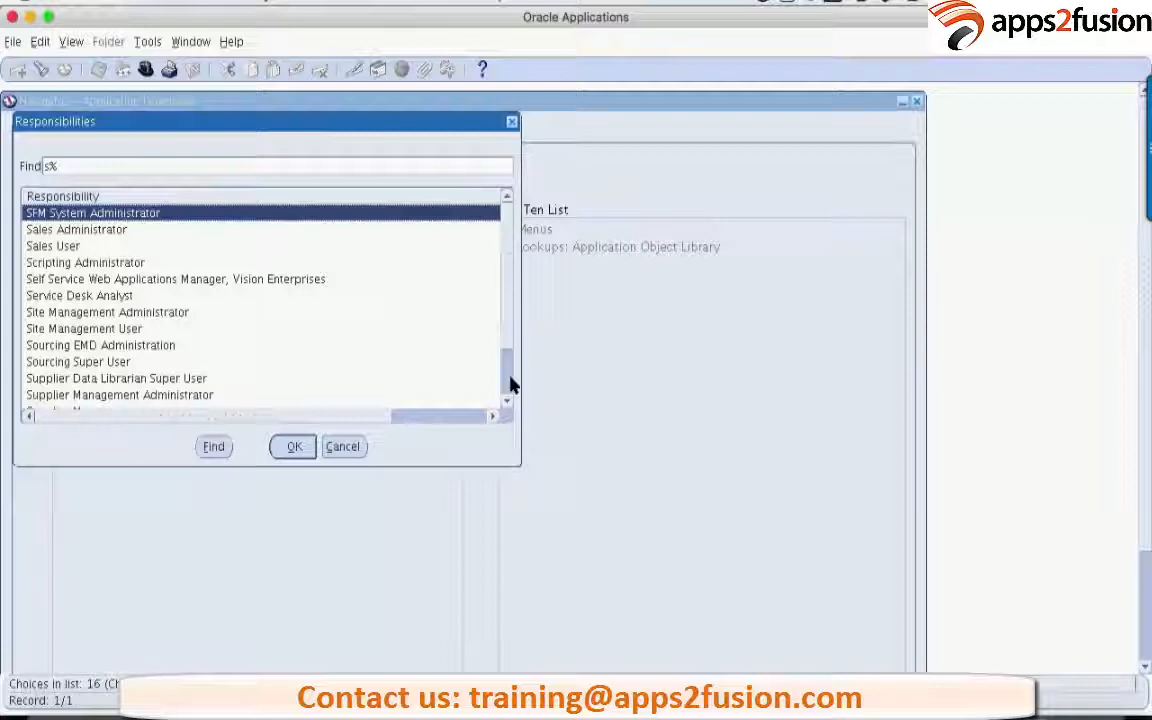 Oracle Applications
apps2fusion
File Edit View Folder Tools Window Help
Responsibilities
Find s%
Responsibility
SFM System Administrator
Sales Administrator
Sales User
Scripting Administrator
Self Service Web Applications Manager, Vision Enterprises
Service Desk Analyst
Site Management Administrator
Site Management User
Sourcing EMD Administration
Sourcing Super User
Supplier Data Librarian Super User
Supplier Management Administrator
Ten List
Menus
ookups: Application Object Library
Find OK Cancel
Choices in list: 16
Record: 1/1
Contact us: training@apps2fusion.com